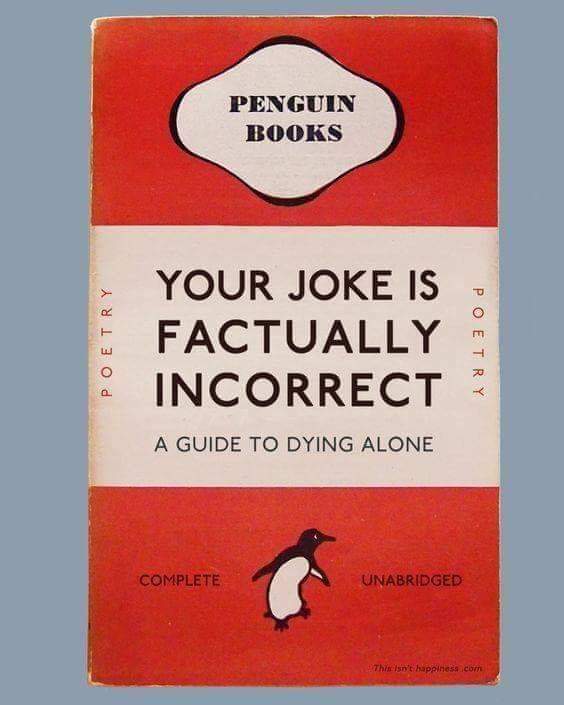 PENGUIN
BOOKS
YOUR JOKE IS
FACTUALLY
INCORRECT
A GUIDE TO DYING ALONE
POETRY
POETRY
COMPLETE
UNABRIDGED
This isn't happiness .com